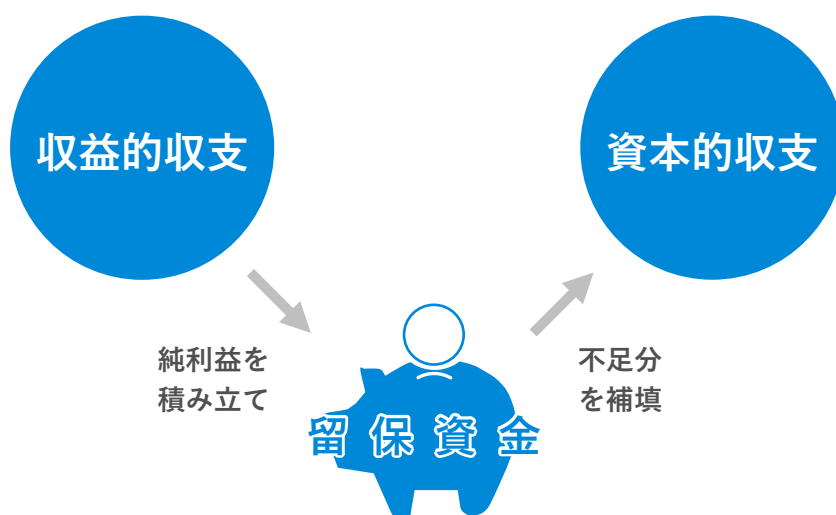 収益的収支
資本的収支
純利益を
積み立て
不足分
を補填
留保資金